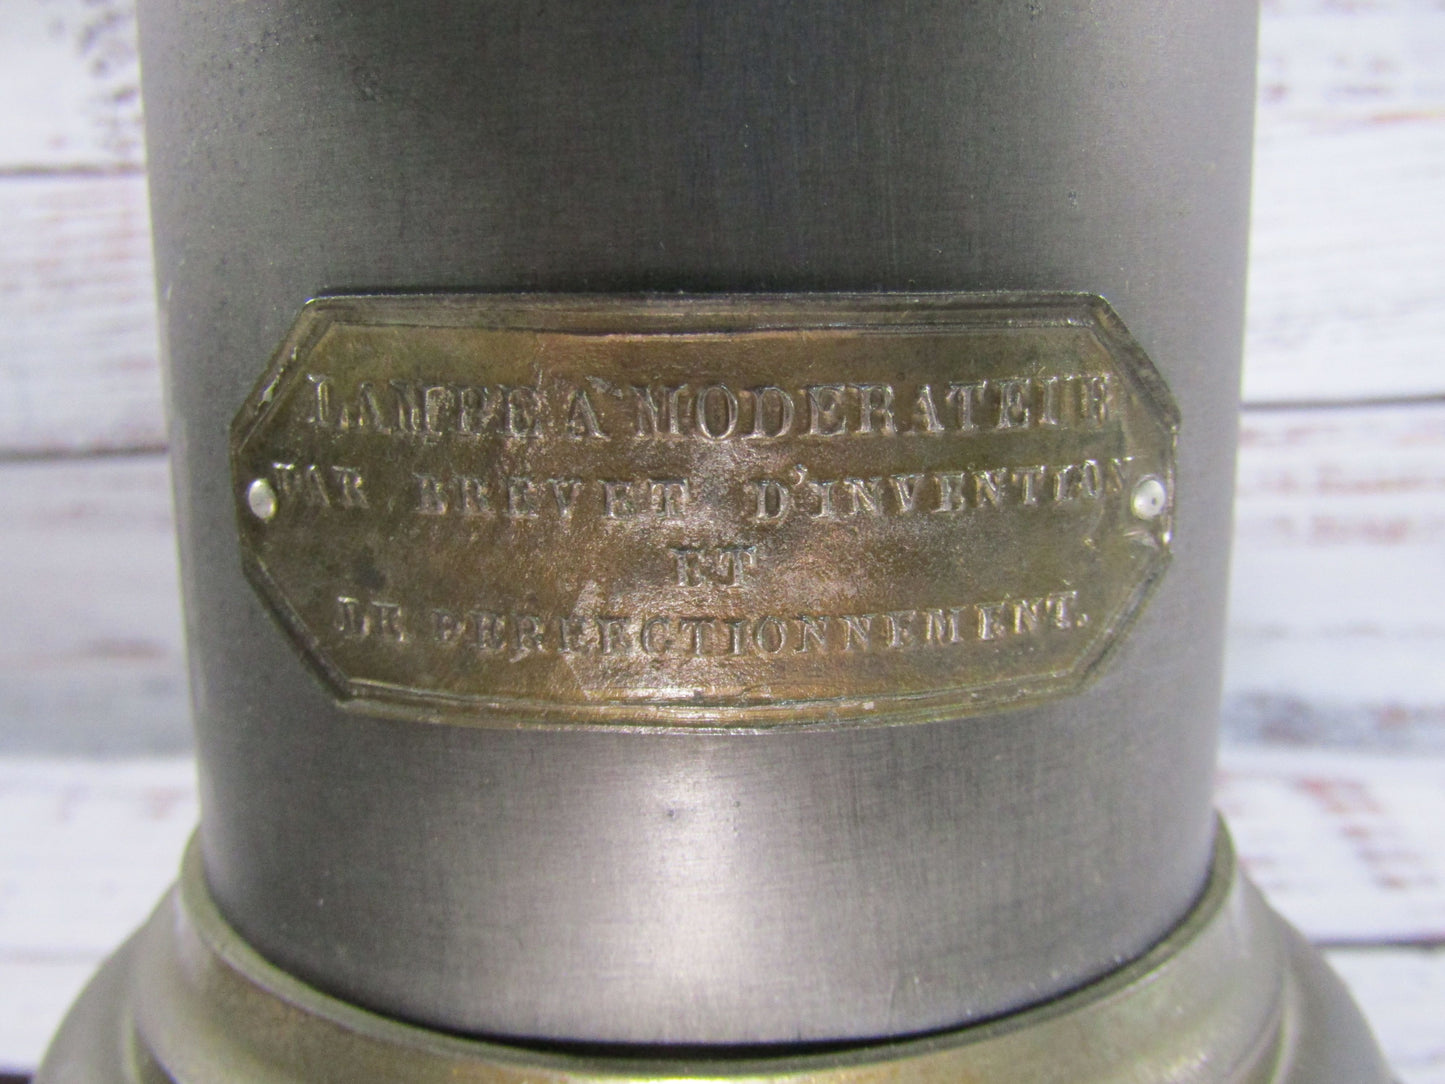 LAMPE A MODERATEUR
PAR BREVET D'INVENTION
ET
DE PERFECTIONNEMENT.